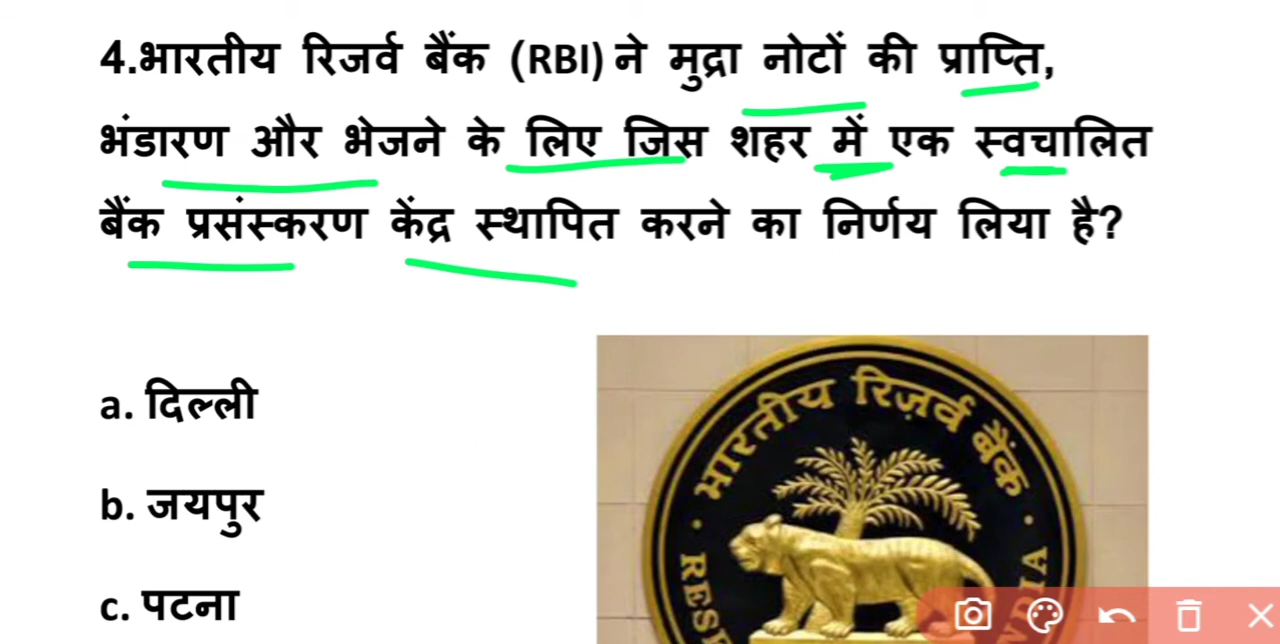 4.भारतीय रिजर्व बैंक (RBI) ने मुद्रा नोटों की प्राप्ति,
भंडारण और भेजने के लिए जिस शहर में एक स्वचालित
बैंक प्रसंस्करण केंद्र स्थापित करने का निर्णय लिया है?
a. दिल्ली
b. जयपुर
c. पटना
भारतीय रिज़र्व बैंक